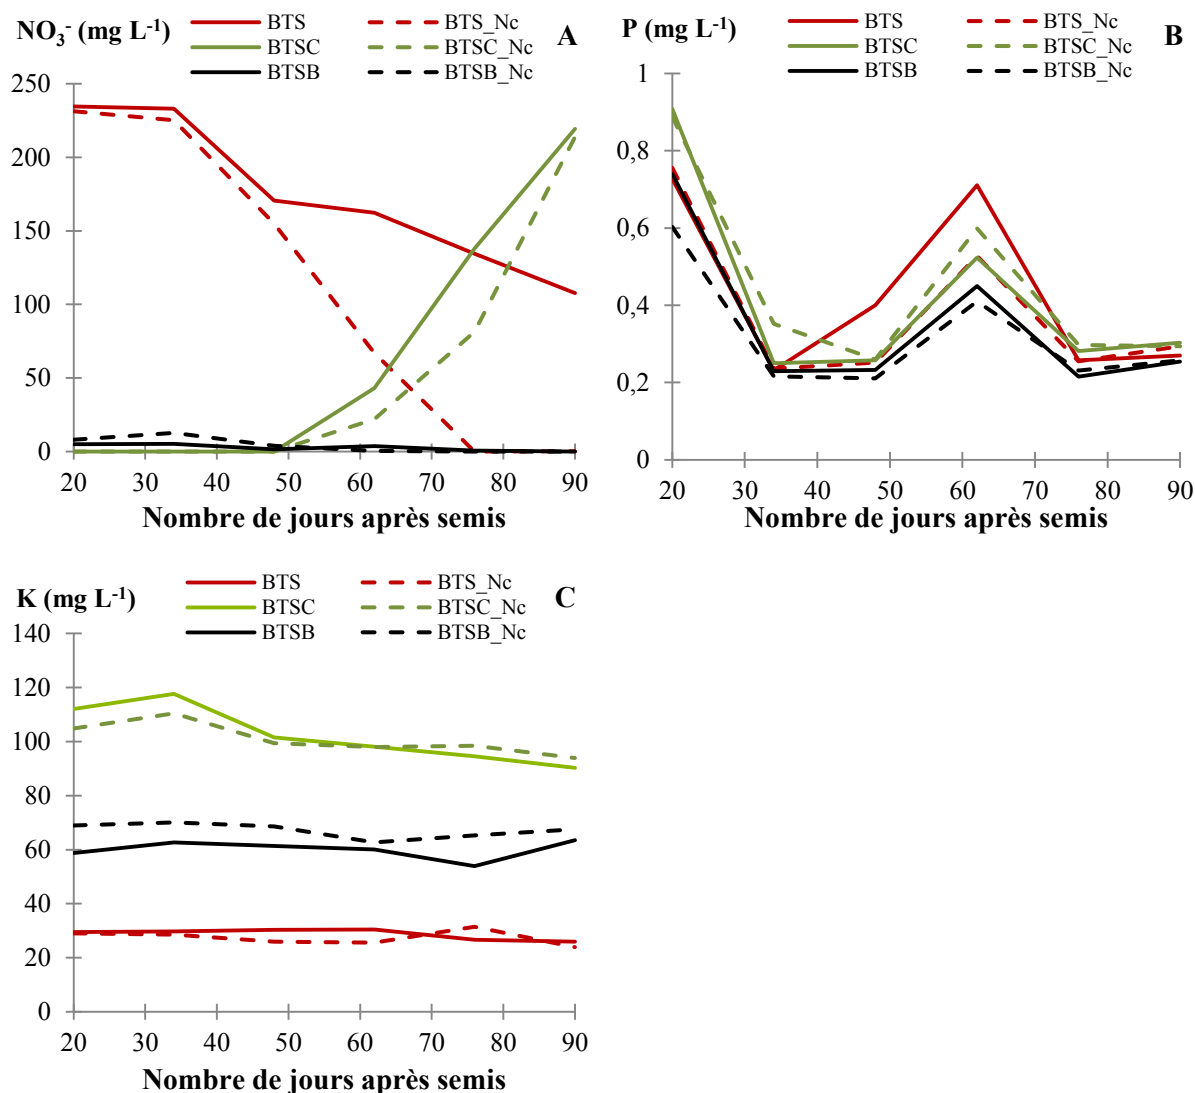 NO₃⁻ (mg L⁻¹)
BTS
BTS_Nc
A
BTSC
BTSC_Nc
BTSB
BTSB_Nc
250
200
150
100
50
0
20 30 40 50 60 70 80 90
Nombre de jours après semis
P (mg L⁻¹)
BTS
BTS_Nc
B
BTSC
BTSC_Nc
BTSB
BTSB_Nc
1
0,8
0,6
0,4
0,2
0
20 30 40 50 60 70 80 90
Nombre de jours après semis
K (mg L⁻¹)
BTS
BTS_Nc
C
BTSC
BTSC_Nc
BTSB
BTSB_Nc
140
120
100
80
60
40
20
0
20 30 40 50 60 70 80 90
Nombre de jours après semis